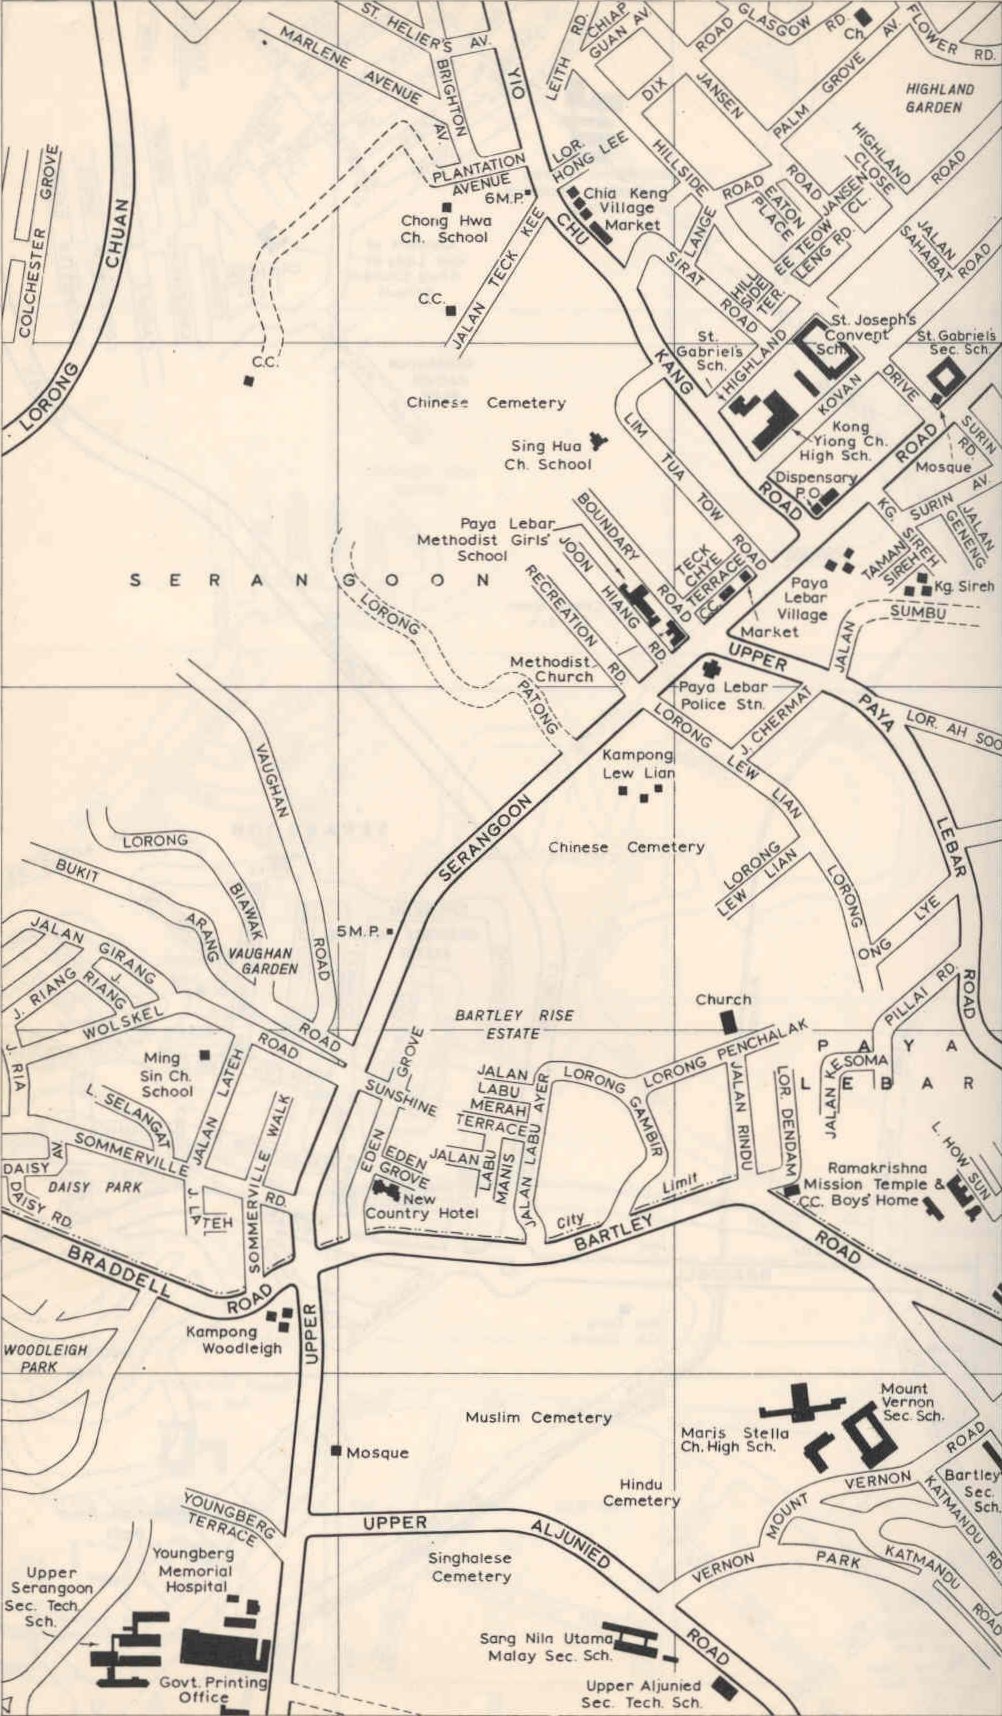 ST. HELIER'S AV.
MARLENE AVENUE
BRIGHTON AV.
YIO CHU KANG ROAD
LEITH RD.
CHIAP GUAN AV
DIX
ROAD
GLASGOW RD.
Ch.
PALM GROVE AV.
FLOWER RD.
HIGHLAND
GARDEN
JANSEN ROAD
HILLSIDE
ROAD
HIGHLAND
CLOSE
HIGHLAND ROAD
LOR.
HONG LEE
PLANTATION
AVENUE
6M.P.
Chia Keng
Village
Market
Chong Hwa
Ch. School
EATON
PLACE
JANSEN
CL.
EE TEOW
LENG RD.
LANGE
JALAN
SAHABAT
ROAD
COLCHESTER GROVE
LORONG CHUAN
JALAN TECK KEE
C.C.
C.C.
SIRAT ROAD
HILL
SIDE
TER.
St.
Gabriel's
Sch.
St. Joseph's
Convent
Sch.
St. Gabriel's
Sec. Sch.
HIGHLAND
KOVAN
DRIVE
ROAD
Kong
Yiong Ch.
High Sch.
SURIN
RD.
Mosque
Chinese Cemetery
Sing Hua
Ch. School
LIM TUA TOW ROAD
Dispensary
P.O.
KG.
SURIN AV.
JALAN
GENENG
TAMAN
SIREH
SIREH
Kg. Sireh
BOUNDARY ROAD
Paya Lebar
Methodist Girls'
School
JOON HIANG RD.
RECREATION RD.
TECK
CHYE
TERRACE
C.C.
Paya
Lebar
Village
Market
JALAN SUMBU
SERANGOON
LORONG PATONG
Methodist
Church
UPPER PAYA LEBAR ROAD
Paya Lebar
Police Stn.
J. CHERMAT
LOR. AH SOO
LORONG LEW LIAN
Kampong
Lew Lian
SERANGOON
Chinese Cemetery
LORONG
LEW LIAN
LORONG
ONG LYE
VAUGHAN ROAD
LORONG BIAWAK
BUKIT ARANG
VAUGHAN
GARDEN
5M.P.
ROAD
JALAN GIRANG
J. RIANG
J.
RIANG
WOLSKEL
ROAD
J. RIA
Ming
Sin Ch.
School
JALAN LATEH
L. SELANGAT
SOMMERVILLE
RD.
SOMMERVILLE WALK
DAISY AV.
DAISY PARK
DAISY RD.
J. LA
TEH
BARTLEY RISE
ESTATE
Church
PILLAI RD
SUNSHINE
GROVE
EDEN
EDEN
GROVE
New
Country Hotel
JALAN
LABU
MERAH
TERRACE
JALAN
LABU
MANIS
JALAN LABU AYER
LORONG GAMBIR
LORONG PENCHALAK
JALAN RINDU
LOR. DENDAM
JALAN KESOMA
PAYA
LEBAR
L. HOW SUN
Ramakrishna
Mission Temple &
Boys' Home
C.C.
City Limit
BARTLEY ROAD
BRADDELL ROAD
Kampong
Woodleigh
WOODLEIGH
PARK
UPPER
Muslim Cemetery
Mosque
Maris Stella
Ch. High Sch.
Mount
Vernon
Sec. Sch.
Hindu
Cemetery
MOUNT VERNON ROAD
Bartley
Sec.
Sch.
KATMANDU RD.
VERNON PARK
KATMANDU ROAD
YOUNGBERG
TERRACE
UPPER ALJUNIED ROAD
Singhalese
Cemetery
Youngberg
Memorial
Hospital
Upper
Serangoon
Sec. Tech.
Sch.
Govt. Printing
Office
Sang Nila Utama
Malay Sec. Sch.
Upper Aljunied
Sec. Tech. Sch.